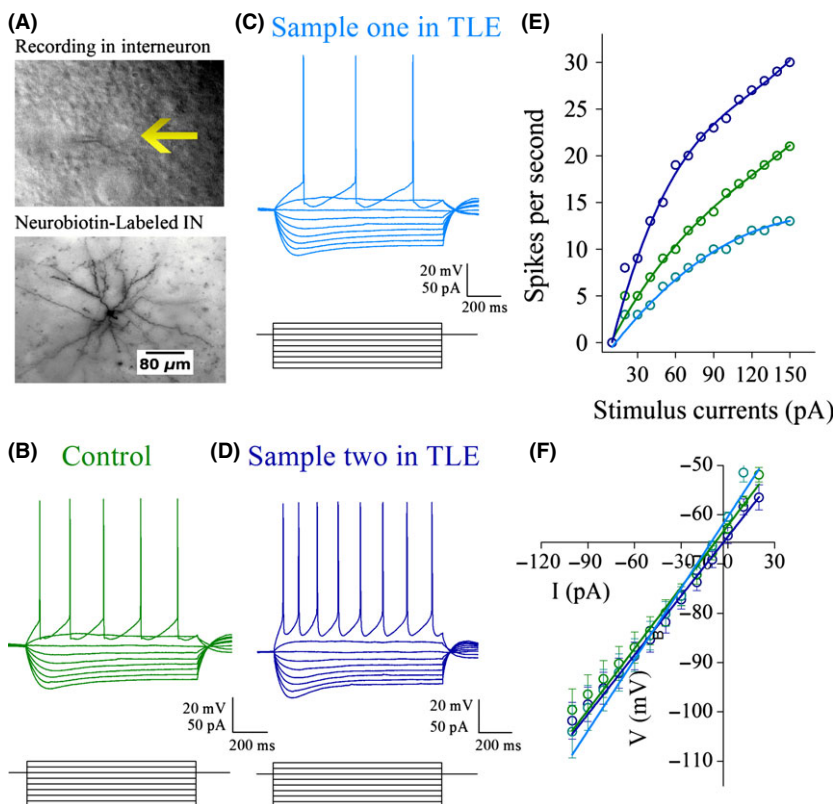 (A)
Recording in interneuron
Neurobiotin-Labeled IN
80 µm
(C) Sample one in TLE
20 mV
50 pA
200 ms
(E)
Spikes per second
30
25
20
15
10
5
0
30 60 90 120 150
Stimulus currents (pA)
(B) Control
20 mV
50 pA
200 ms
(D) Sample two in TLE
20 mV
50 pA
200 ms
(F)
−50
−60
−120 −90 −60 −30 0 30
I (pA)
−80
−90
−100
−110
V (mV)
B